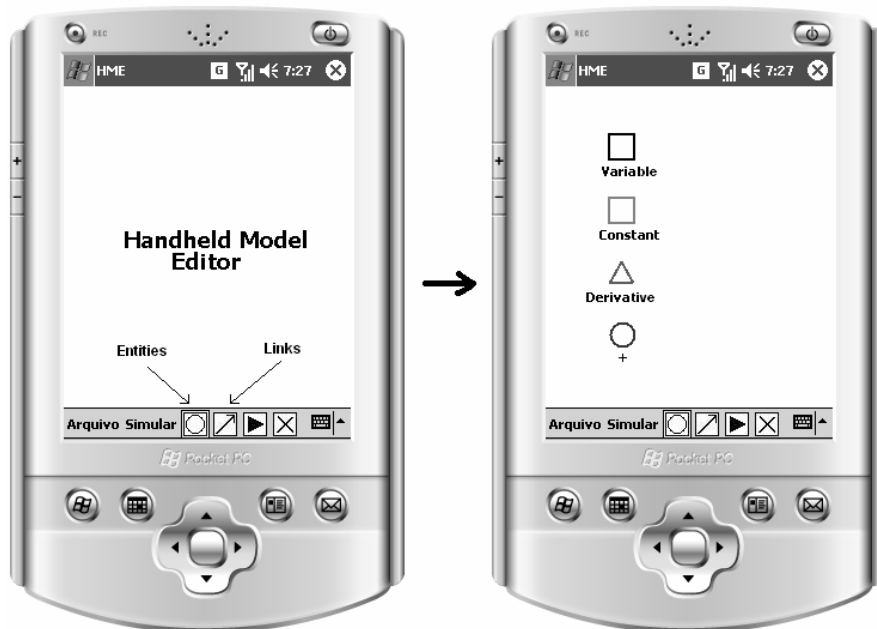 REC
HME G 7:27
Handheld Model
Editor
Entities Links
Arquivo Simular
Pocket PC
+
-
REC
HME G 7:27
Variable
Constant
Derivative
+
Arquivo Simular
Pocket PC
+
-